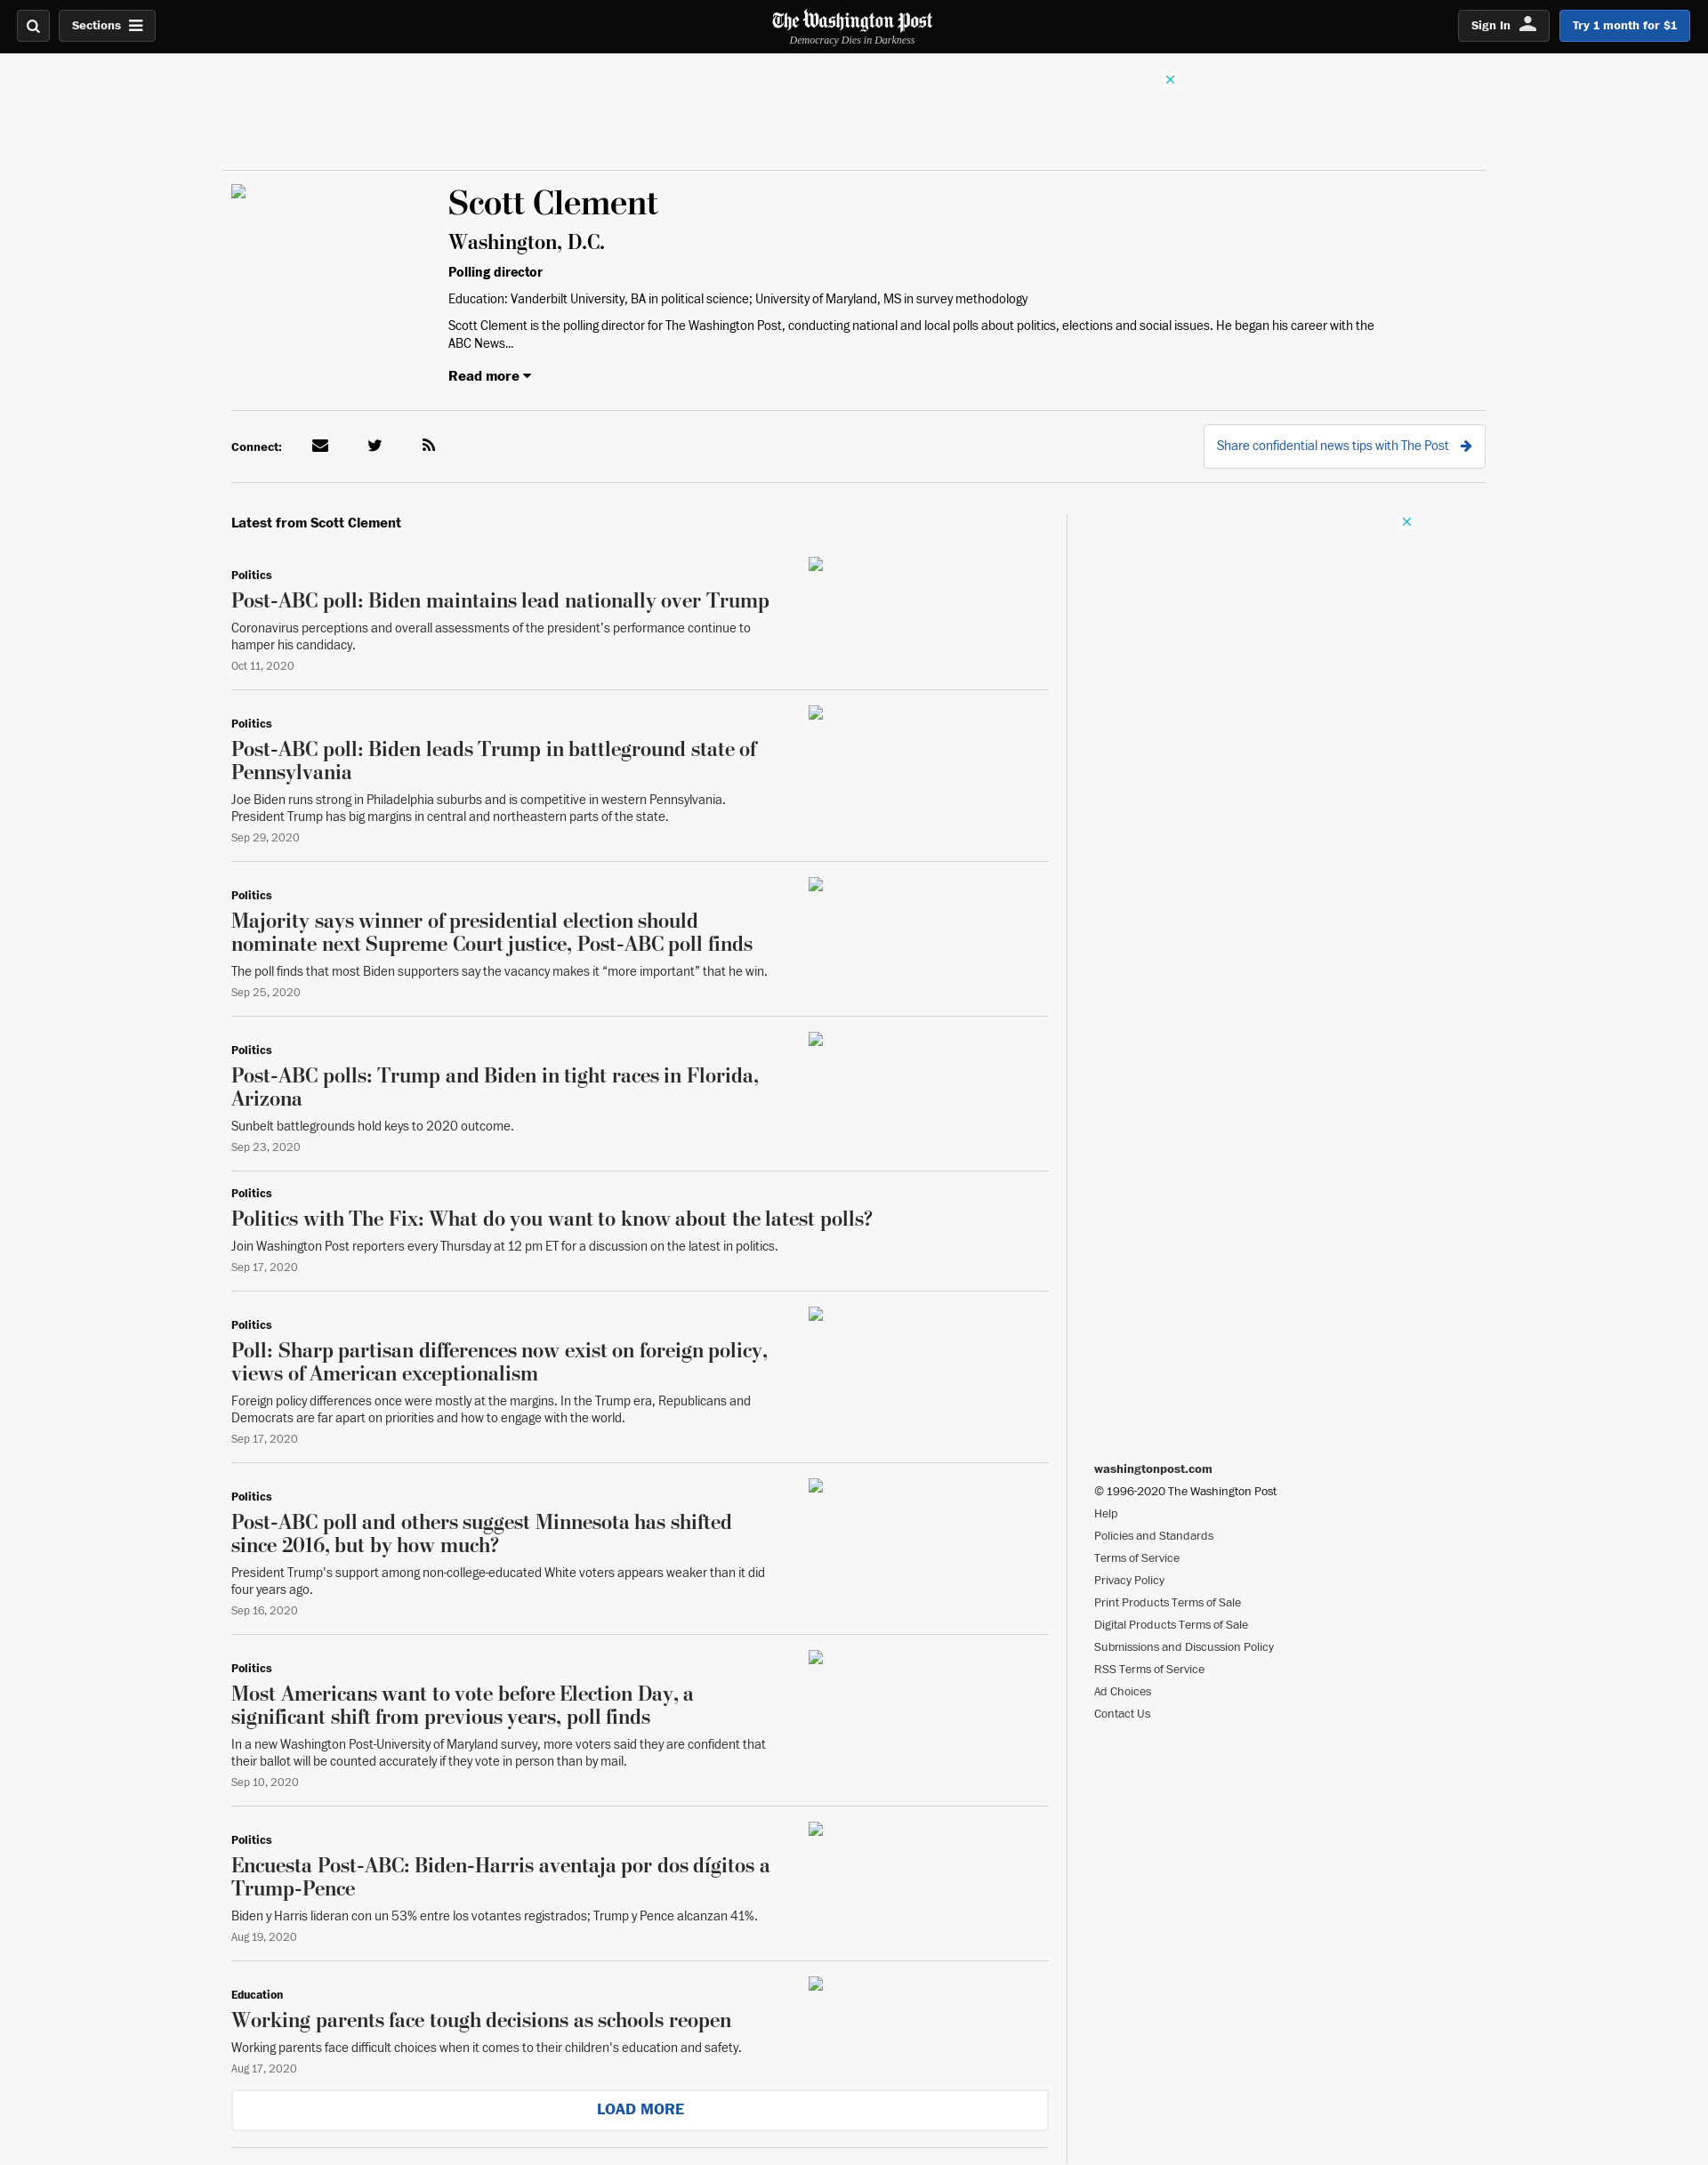 Sections
The Washington Post
Democracy Dies in Darkness
Sign In
Try 1 month for $1
Scott Clement
Washington, D.C.
Polling director
Education: Vanderbilt University, BA in political science; University of Maryland, MS in survey methodology
Scott Clement is the polling director for The Washington Post, conducting national and local polls about politics, elections and social issues. He began his career with the
ABC News...
Read more
Connect:
Share confidential news tips with The Post
Latest from Scott Clement
Politics
Post-ABC poll: Biden maintains lead nationally over Trump
Coronavirus perceptions and overall assessments of the president's performance continue to
hamper his candidacy.
Oct 11, 2020
Politics
Post-ABC poll: Biden leads Trump in battleground state of
Pennsylvania
Joe Biden runs strong in Philadelphia suburbs and is competitive in western Pennsylvania.
President Trump has big margins in central and northeastern parts of the state.
Sep 29, 2020
Politics
Majority says winner of presidential election should
nominate next Supreme Court justice, Post-ABC poll finds
The poll finds that most Biden supporters say the vacancy makes it “more important” that he win.
Sep 25, 2020
Politics
Post-ABC polls: Trump and Biden in tight races in Florida,
Arizona
Sunbelt battlegrounds hold keys to 2020 outcome.
Sep 23, 2020
Politics
Politics with The Fix: What do you want to know about the latest polls?
Join Washington Post reporters every Thursday at 12 pm ET for a discussion on the latest in politics.
Sep 17, 2020
Politics
Poll: Sharp partisan differences now exist on foreign policy,
views of American exceptionalism
Foreign policy differences once were mostly at the margins. In the Trump era, Republicans and
Democrats are far apart on priorities and how to engage with the world.
Sep 17, 2020
Politics
Post-ABC poll and others suggest Minnesota has shifted
since 2016, but by how much?
President Trump's support among non-college-educated White voters appears weaker than it did
four years ago.
Sep 16, 2020
Politics
Most Americans want to vote before Election Day, a
significant shift from previous years, poll finds
In a new Washington Post-University of Maryland survey, more voters said they are confident that
their ballot will be counted accurately if they vote in person than by mail.
Sep 10, 2020
Politics
Encuesta Post-ABC: Biden-Harris aventaja por dos dígitos a
Trump-Pence
Biden y Harris lideran con un 53% entre los votantes registrados; Trump y Pence alcanzan 41%.
Aug 19, 2020
Education
Working parents face tough decisions as schools reopen
Working parents face difficult choices when it comes to their children's education and safety.
Aug 17, 2020
LOAD MORE
washingtonpost.com
© 1996-2020 The Washington Post
Help
Policies and Standards
Terms of Service
Privacy Policy
Print Products Terms of Sale
Digital Products Terms of Sale
Submissions and Discussion Policy
RSS Terms of Service
Ad Choices
Contact Us